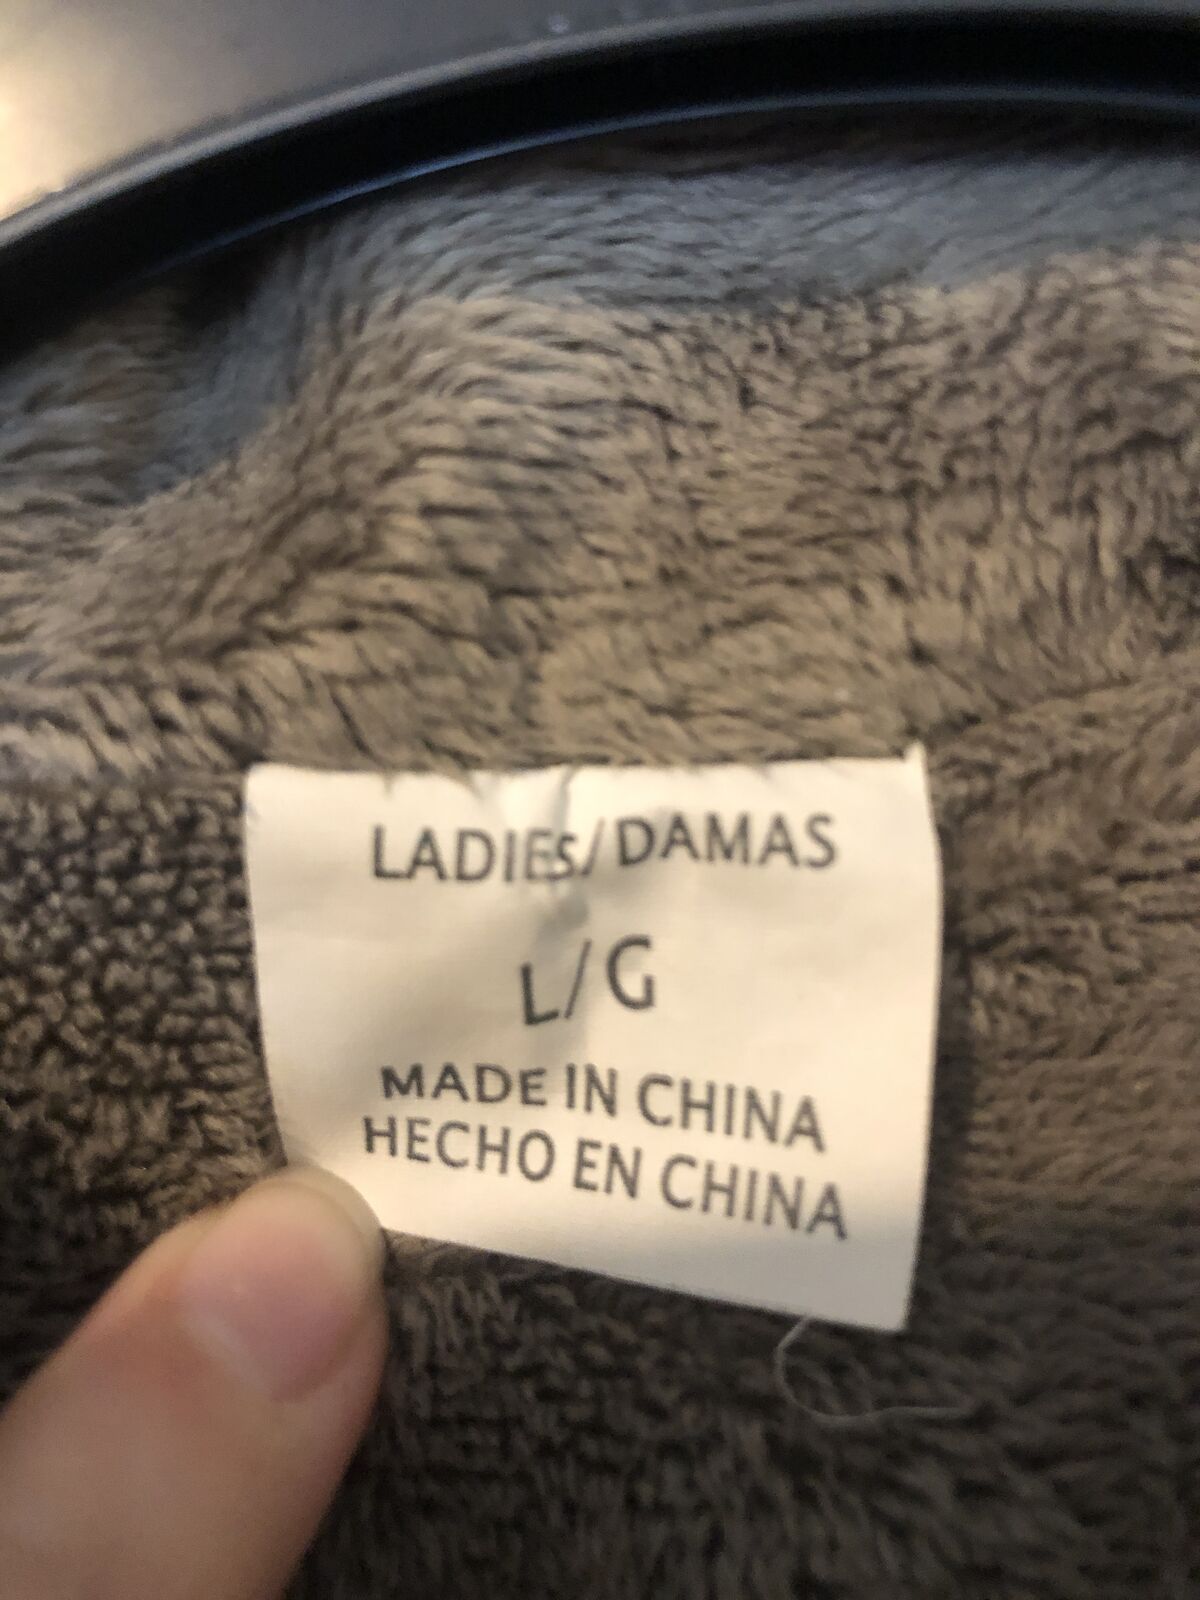 LADIES/DAMAS
L/G
MADE IN CHINA
HECHO EN CHINA